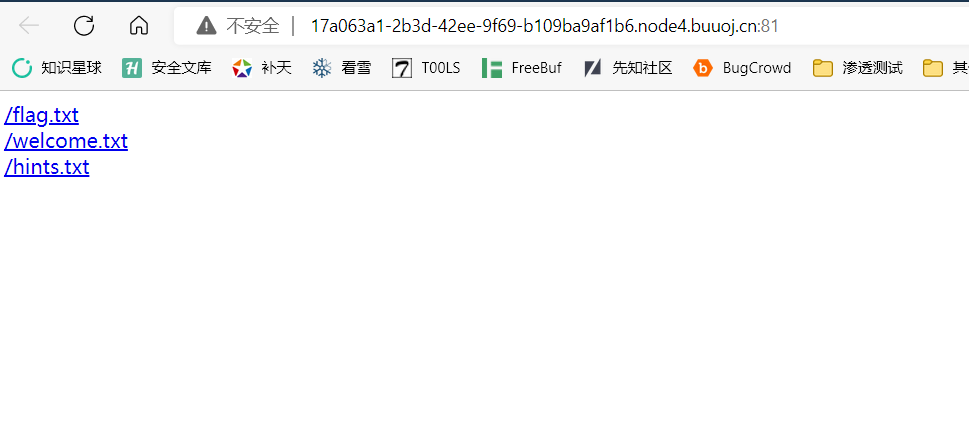 不安全 | 17a063a1-2b3d-42ee-9f69-b109ba9af1b6.node4.buuoj.cn:81
知识星球 安全文库 补天 看雪 T00LS FreeBuf 先知社区 BugCrowd 渗透测试 其
/flag.txt
/welcome.txt
/hints.txt